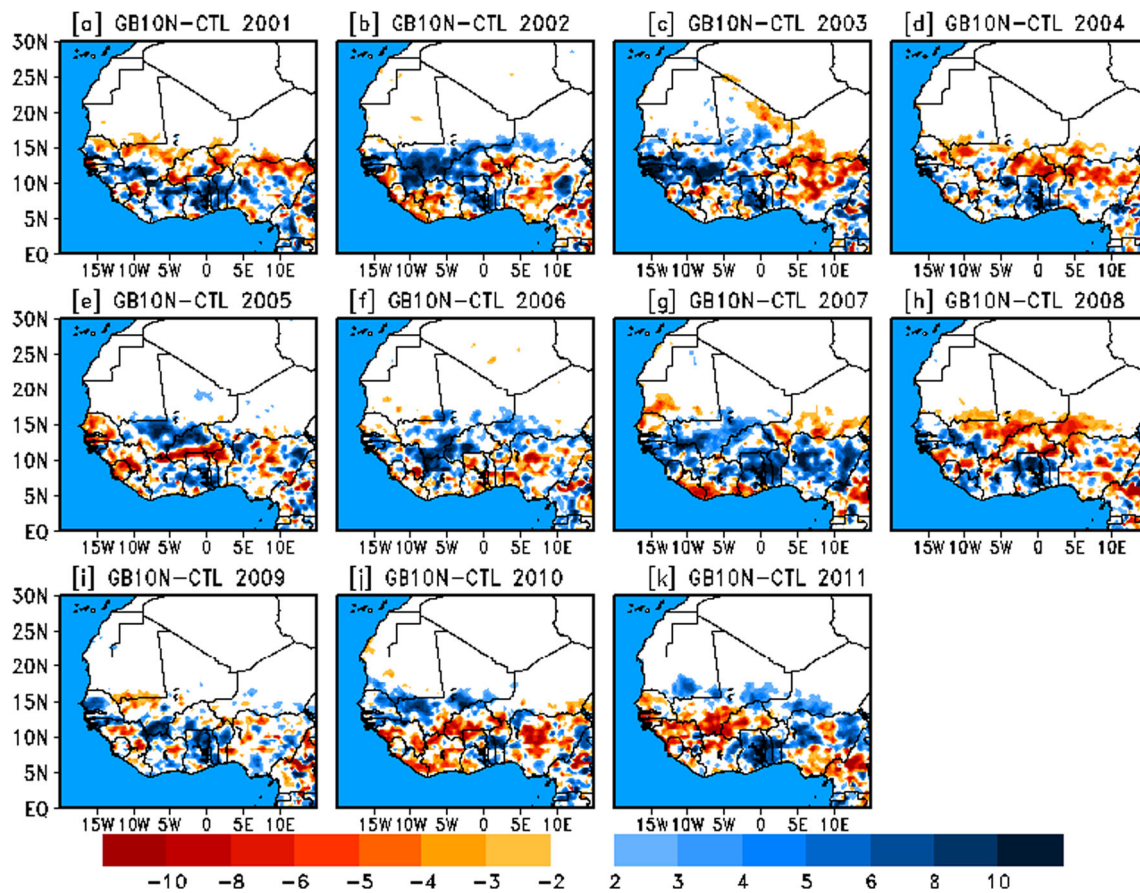 [a] GB10N-CTL 2001
[b] GB10N-CTL 2002
[c] GB10N-CTL 2003
[d] GB10N-CTL 2004
30N
25N
20N
15N
10N
5N
EQ
15W 10W 5W 0 5E 10E
15W 10W 5W 0 5E 10E
15W 10W 5W 0 5E 10E
15W 10W 5W 0 5E 10E
[e] GB10N-CTL 2005
[f] GB10N-CTL 2006
[g] GB10N-CTL 2007
[h] GB10N-CTL 2008
30N
25N
20N
15N
10N
5N
EQ
15W 10W 5W 0 5E 10E
15W 10W 5W 0 5E 10E
15W 10W 5W 0 5E 10E
15W 10W 5W 0 5E 10E
[i] GB10N-CTL 2009
[j] GB10N-CTL 2010
[k] GB10N-CTL 2011
30N
25N
20N
15N
10N
5N
EQ
15W 10W 5W 0 5E 10E
15W 10W 5W 0 5E 10E
15W 10W 5W 0 5E 10E
-10 -8 -6 -5 -4 -3 -2 2 3 4 5 6 8 10